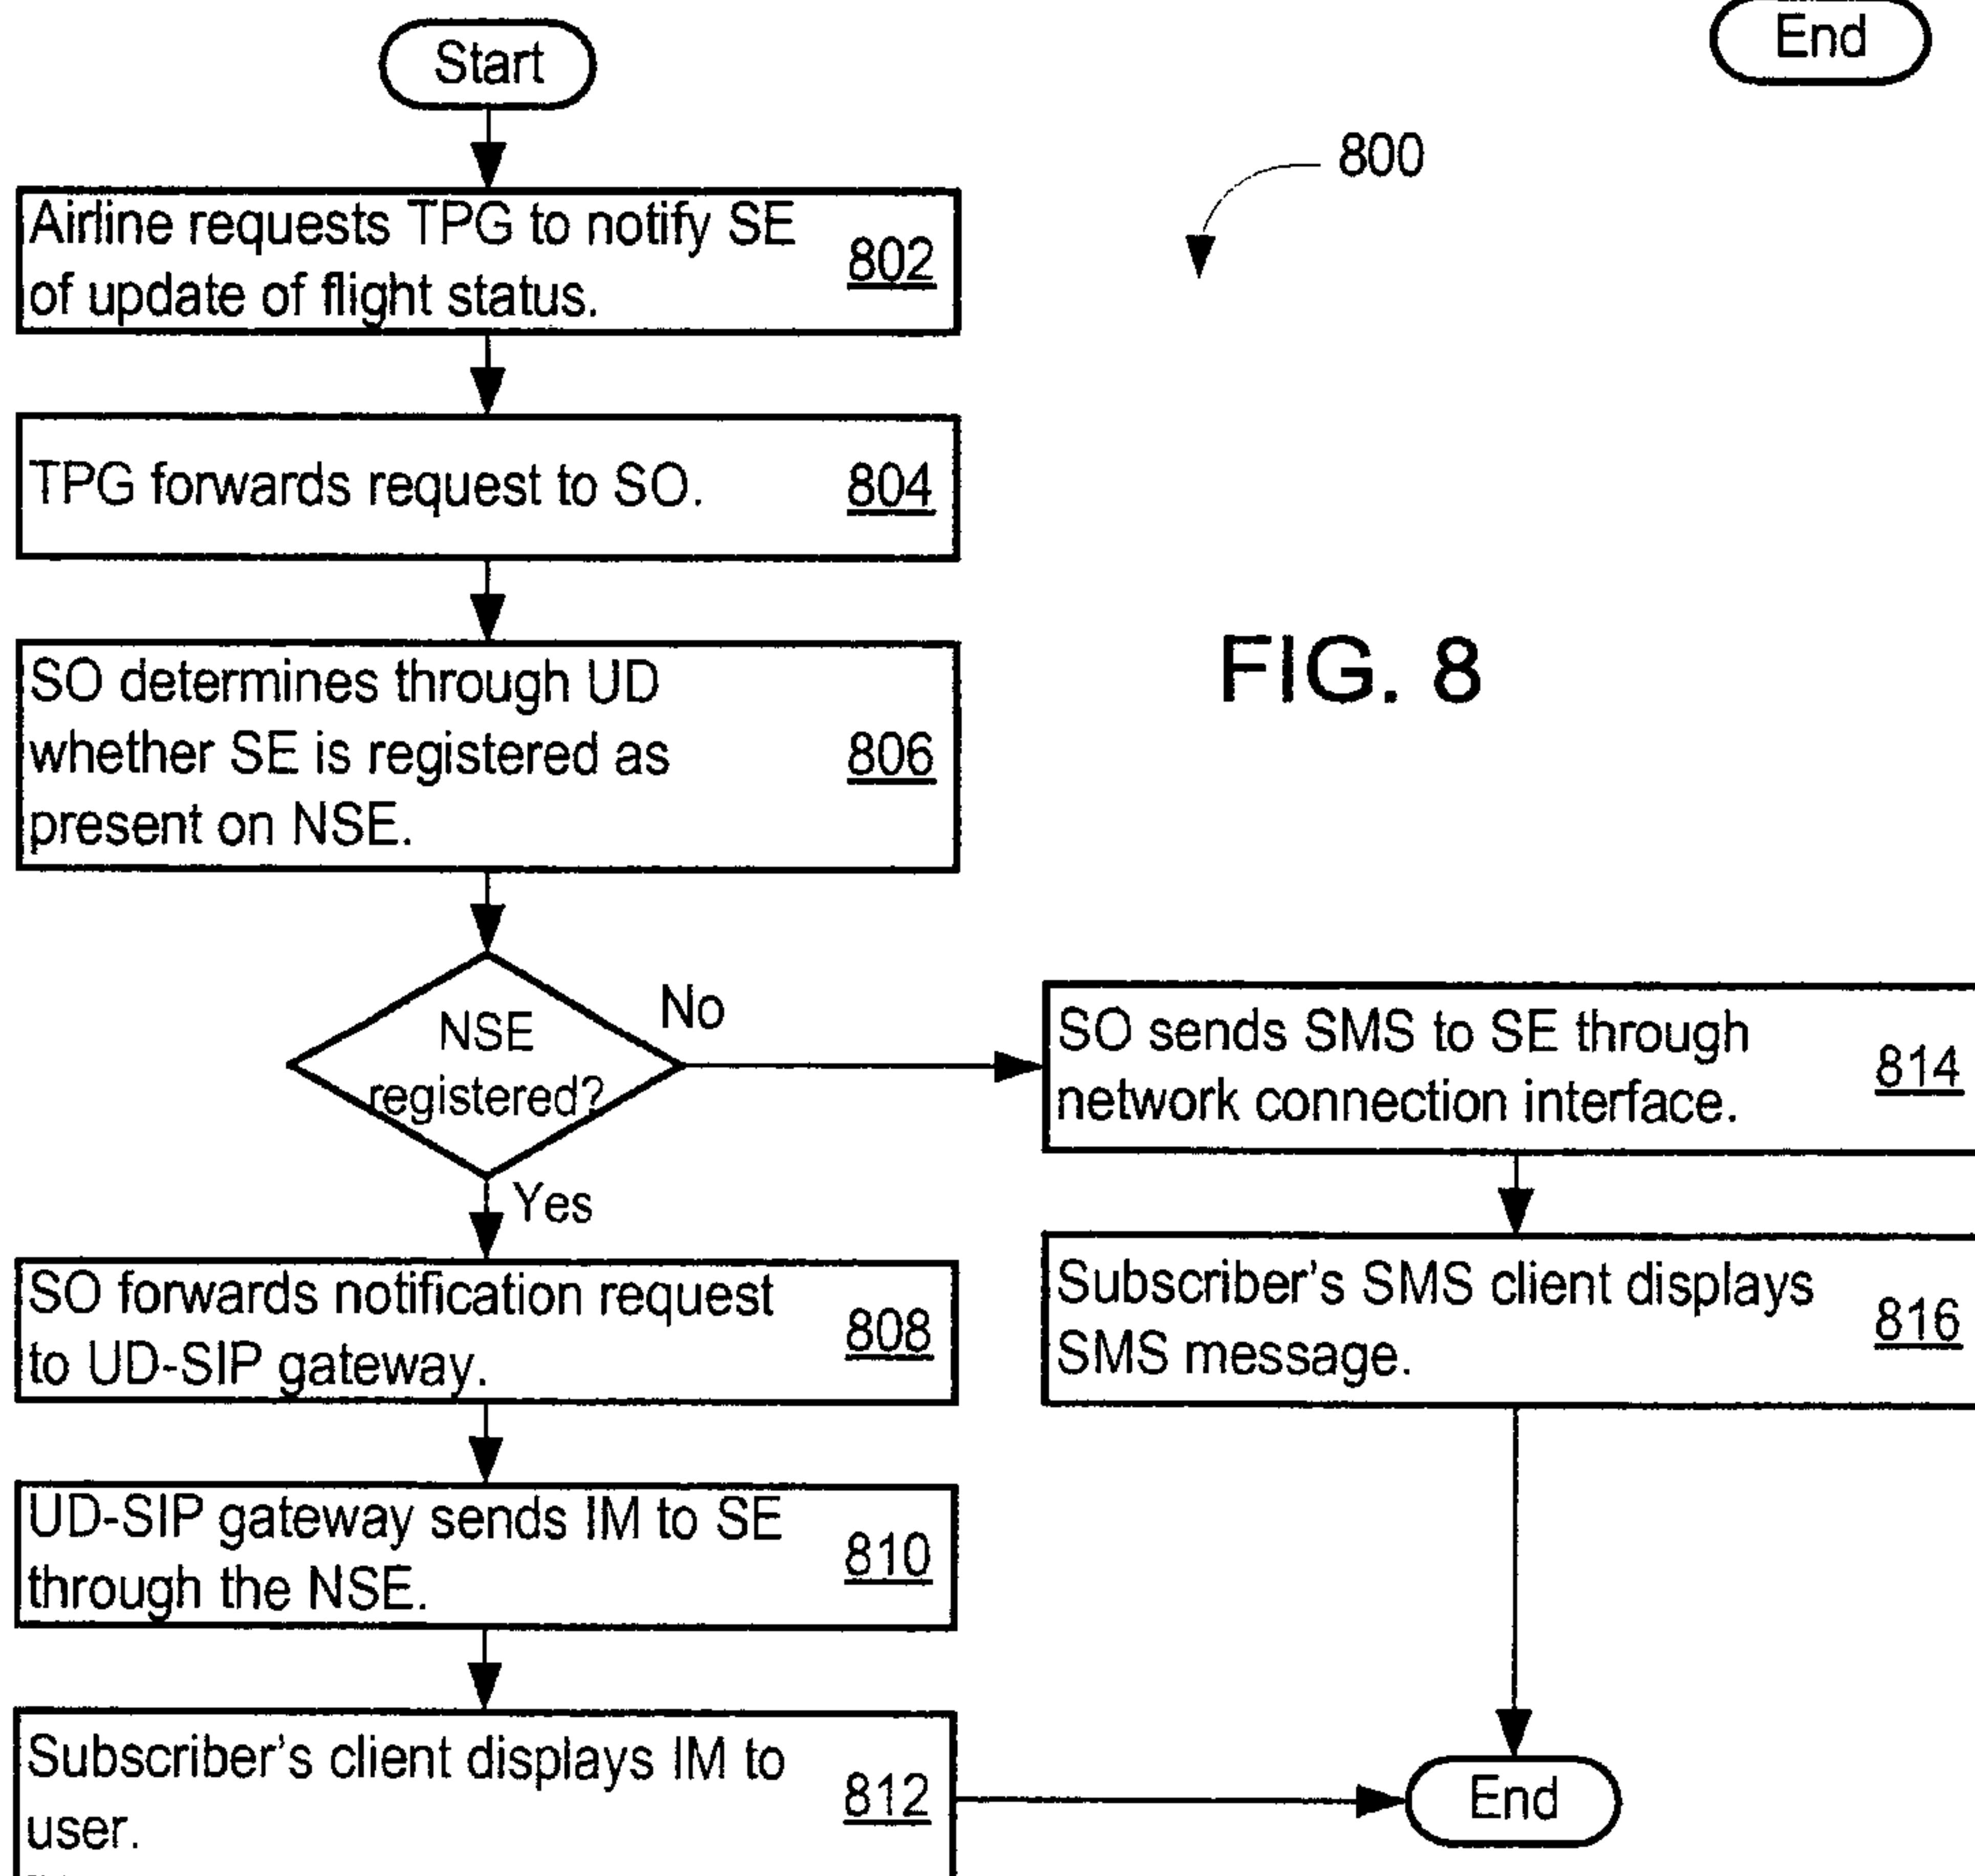 End
Start
800
Airline requests TPG to notify SE
of update of flight status.
802
TPG forwards request to SO.
804
FIG. 8
SO determines through UD
whether SE is registered as
present on NSE.
806
NSE
registered?
No
Yes
SO sends SMS to SE through
network connection interface.
814
SO forwards notification request
to UD-SIP gateway.
808
Subscriber's SMS client displays
SMS message.
816
UD-SIP gateway sends IM to SE
through the NSE.
810
Subscriber's client displays IM to
user.
812
End